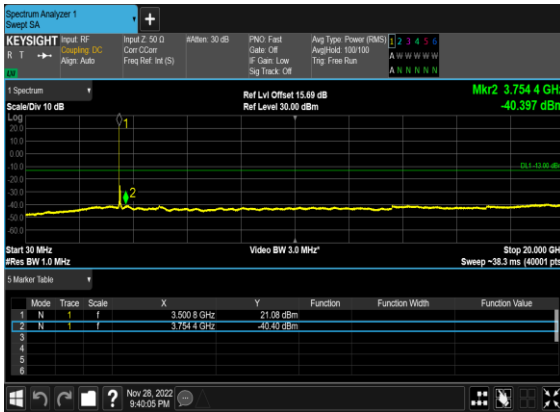 Spectrum Analyzer 1
Swept SA
+
KEYSIGHT Input: RF Input Z: 50 Ω #Atten: 30 dB PNO: Fast Avg Type: Power (RMS) 1 2 3 4 5 6
R T Coupling: DC Corr CCorr Gate: Off Avg|Hold: 100/100 A W W W W W
Align: Auto Freq Ref: Int (S) IF Gain: Low Trig: Free Run
LXI Sig Track: Off A N N N N N
1 Spectrum Ref Lvl Offset 15.69 dB Mkr2 3.754 4 GHz
Scale/Div 10 dB Ref Level 30.00 dBm -40.397 dBm
Log
20.0
10.0
0.00
-10.0
-20.0
-30.0
-40.0
-50.0
-60.0
1
2
DL1 -13.00 dBm
Start 30 MHz Video BW 3.0 MHz* Stop 20.000 GHz
#Res BW 1.0 MHz Sweep ~38.3 ms (40001 pts)
5 Marker Table
Mode Trace Scale X Y Function Function Width Function Value
1 N 1 f 3.500 8 GHz 21.08 dBm
2 N 1 f 3.754 4 GHz -40.40 dBm
3
4
5
6
? Nov 28, 2022
9:40:05 PM